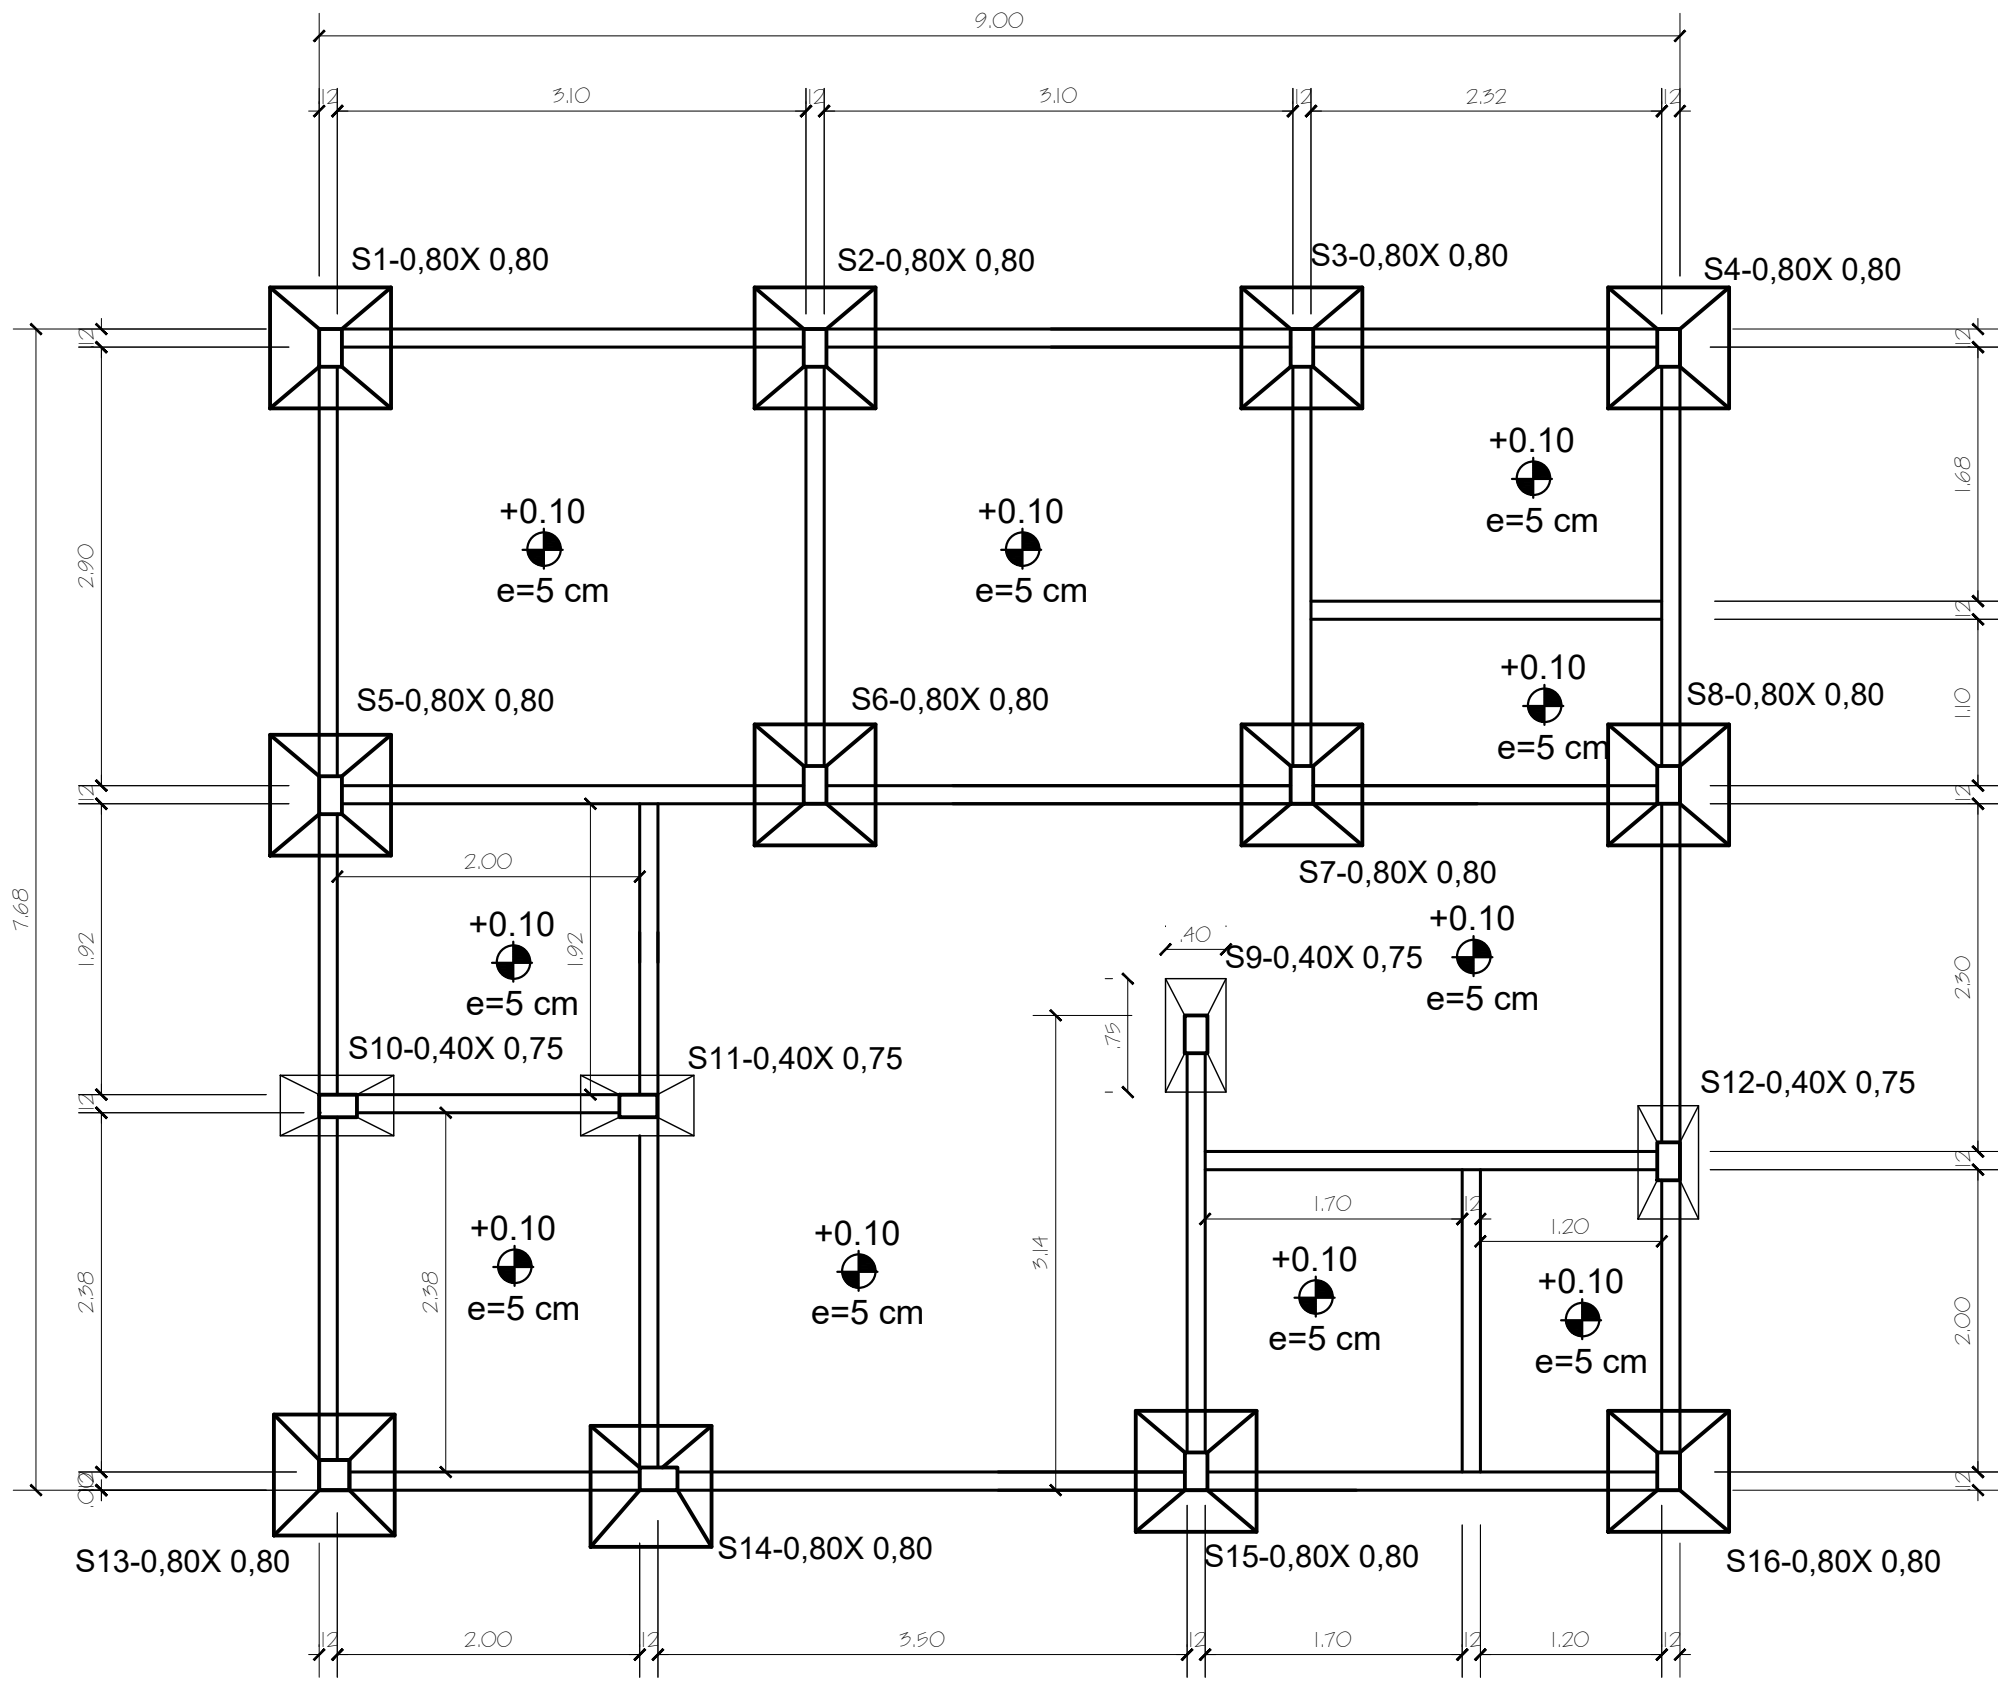 9.00
12 3.10 12 3.10 12 2.32 12
S1-0,80X 0,80
S2-0,80X 0,80
S3-0,80X 0,80
S4-0,80X 0,80
.12
.12
+0.10
e=5 cm
1.68
+0.10
e=5 cm
+0.10
e=5 cm
2.90
.12
+0.10
e=5 cm
S5-0,80X 0,80
S6-0,80X 0,80
S8-0,80X 0,80
1.10
.12
.12
2.00
S7-0,80X 0,80
7.68
+0.10
e=5 cm
1.92
1.92
.40
S9-0,40X 0,75
+0.10
e=5 cm
2.30
.75
S10-0,40X 0,75
S11-0,40X 0,75
S12-0,40X 0,75
.12
.12
1.70
12
1.20
+0.10
e=5 cm
2.38
2.38
+0.10
e=5 cm
3.14
+0.10
e=5 cm
+0.10
e=5 cm
2.00
.12
S13-0,80X 0,80
S14-0,80X 0,80
S15-0,80X 0,80
S16-0,80X 0,80
.12 2.00 12 3.50 12 1.70 12 1.20 12